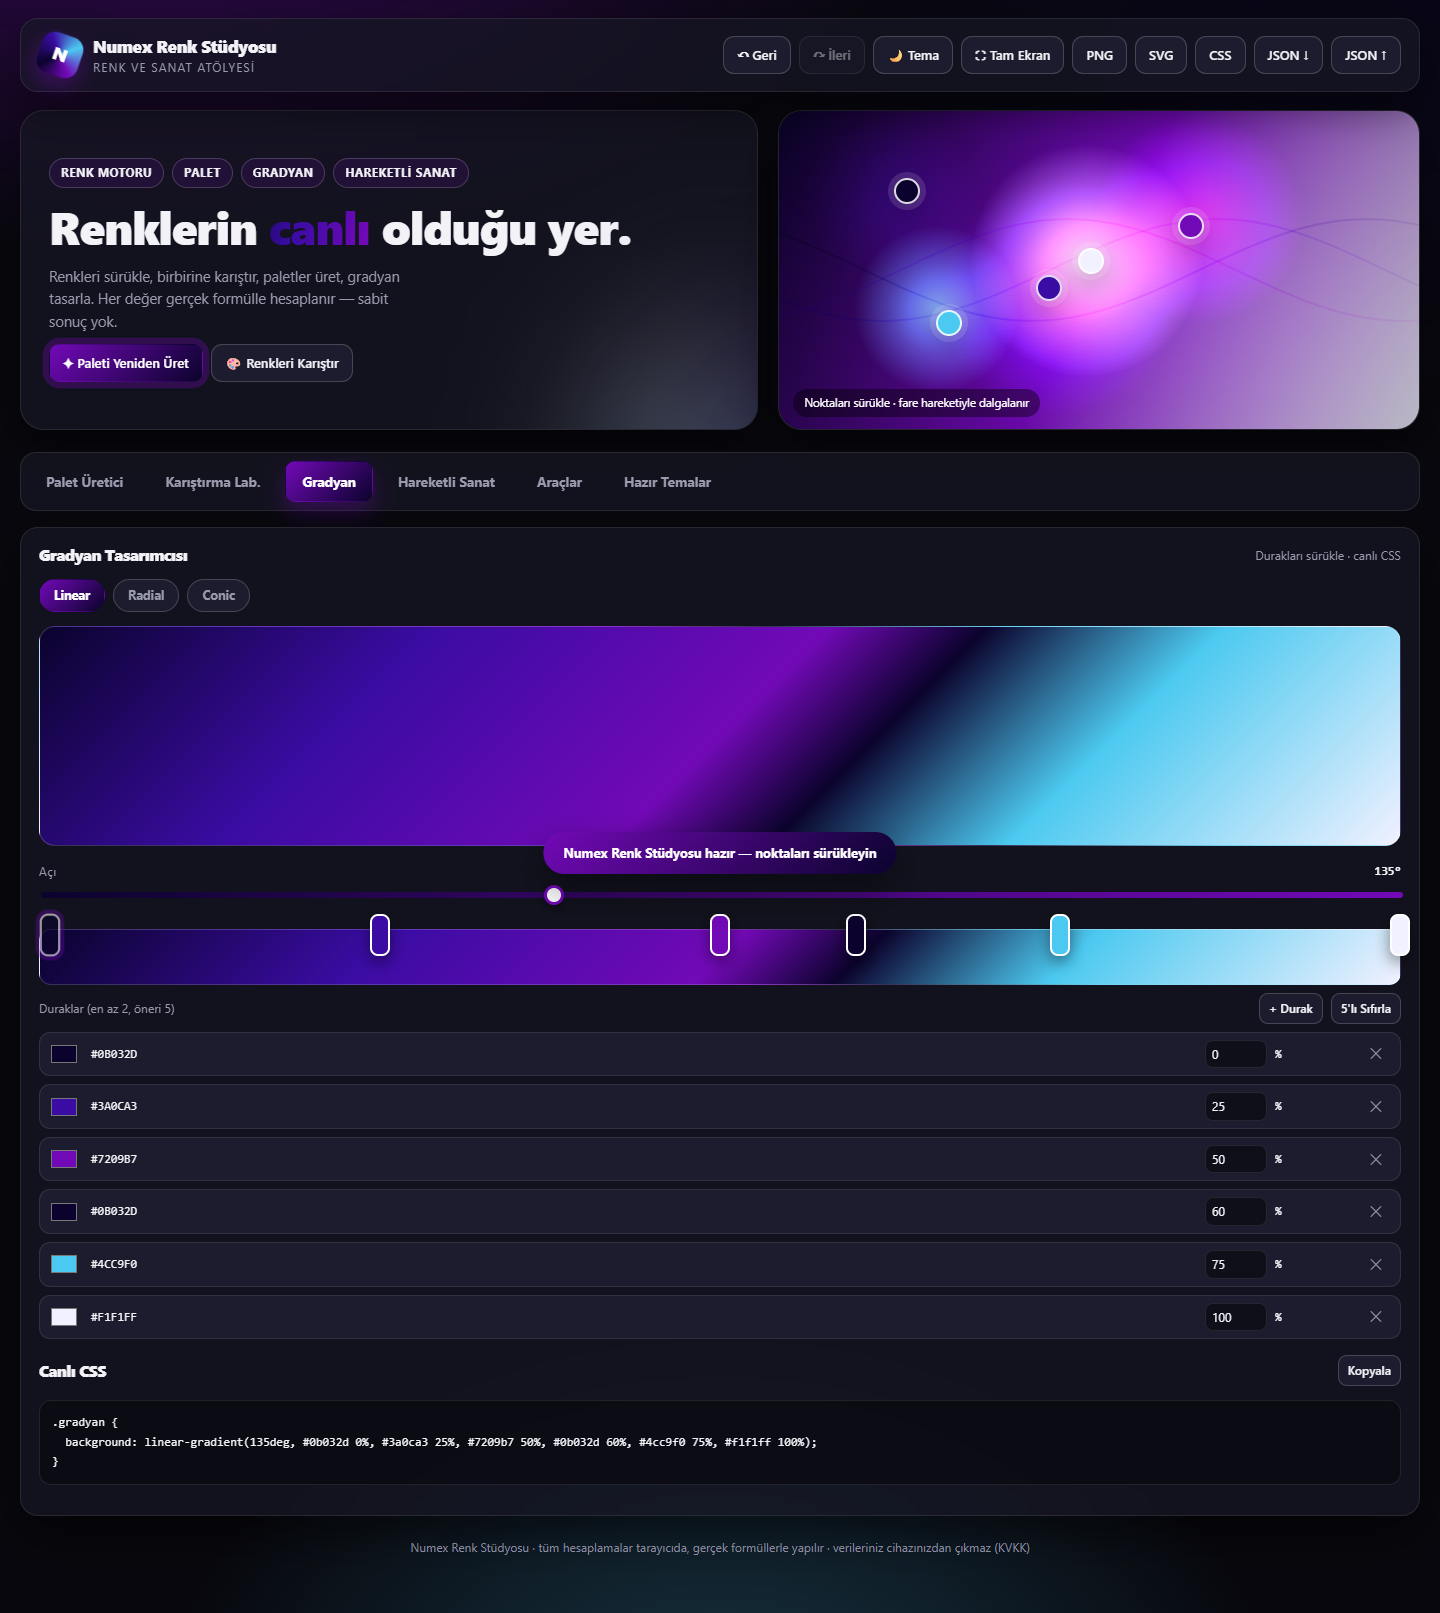 N
Numex Renk Stüdyosu
RENK VE SANAT ATÖLYESİ
↶ Geri
↷ İleri
🌙 Tema
⛶ Tam Ekran
PNG
SVG
CSS
JSON ↓
JSON ↑
RENK MOTORU
PALET
GRADYAN
HAREKETLİ SANAT
Renklerin canlı olduğu yer.
Renkleri sürükle, birbirine karıştır, paletler üret, gradyan
tasarla. Her değer gerçek formülle hesaplanır — sabit
sonuç yok.
✦ Paleti Yeniden Üret
🎨 Renkleri Karıştır
Noktaları sürükle · fare hareketiyle dalgalanır
Palet Üretici
Karıştırma Lab.
Gradyan
Hareketli Sanat
Araçlar
Hazır Temalar
Gradyan Tasarımcısı
Durakları sürükle · canlı CSS
Linear
Radial
Conic
Numex Renk Stüdyosu hazır — noktaları sürükleyin
Açı
135°
Duraklar (en az 2, öneri 5)
+ Durak
5'li Sıfırla
#0B032D
0 %
#3A0CA3
25 %
#7209B7
50 %
#0B032D
60 %
#4CC9F0
75 %
#F1F1FF
100 %
Canlı CSS
Kopyala
.gradyan {
background: linear-gradient(135deg, #0b032d 0%, #3a0ca3 25%, #7209b7 50%, #0b032d 60%, #4cc9f0 75%, #f1f1ff 100%);
}
Numex Renk Stüdyosu · tüm hesaplamalar tarayıcıda, gerçek formüllerle yapılır · verileriniz cihazınızdan çıkmaz (KVKK)